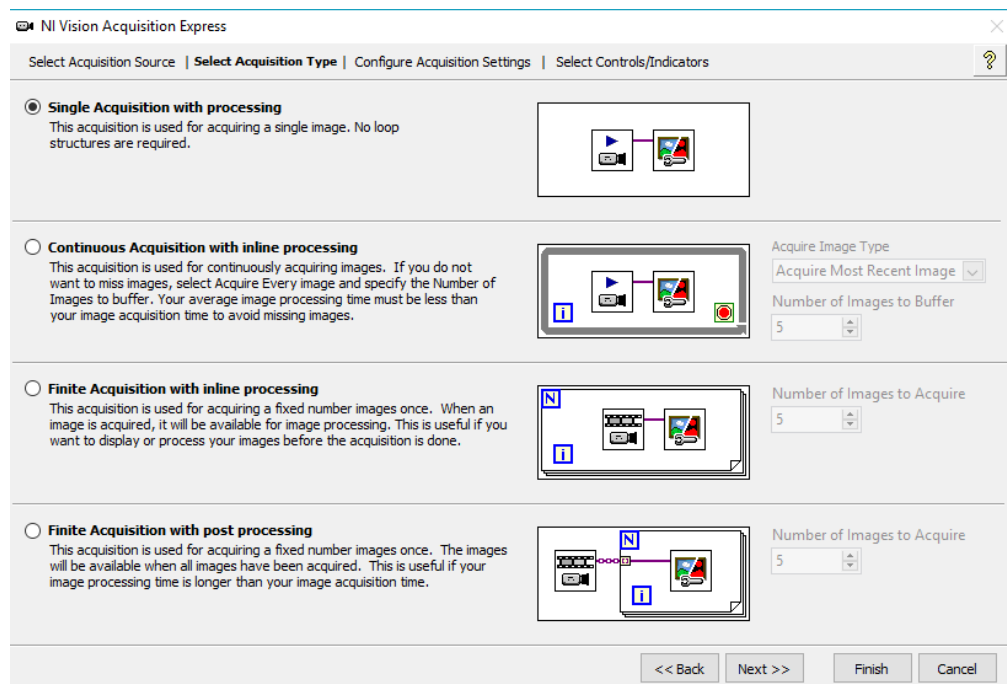 NI Vision Acquisition Express
Select Acquisition Source | Select Acquisition Type | Configure Acquisition Settings | Select Controls/Indicators
?
Single Acquisition with processing
This acquisition is used for acquiring a single image. No loop
structures are required.
Continuous Acquisition with inline processing
This acquisition is used for continuously acquiring images. If you do not
want to miss images, select Acquire Every image and specify the Number of
Images to buffer. Your average image processing time must be less than
your image acquisition time to avoid missing images.
i
Acquire Image Type
Acquire Most Recent Image
Number of Images to Buffer
5
Finite Acquisition with inline processing
This acquisition is used for acquiring a fixed number images once. When an
image is acquired, it will be available for image processing. This is useful if you
want to display or process your images before the acquisition is done.
N
i
Number of Images to Acquire
5
Finite Acquisition with post processing
This acquisition is used for acquiring a fixed number images once. The images
will be available when all images have been acquired. This is useful if your
image processing time is longer than your image acquisition time.
N
i
Number of Images to Acquire
5
<< Back
Next >>
Finish
Cancel